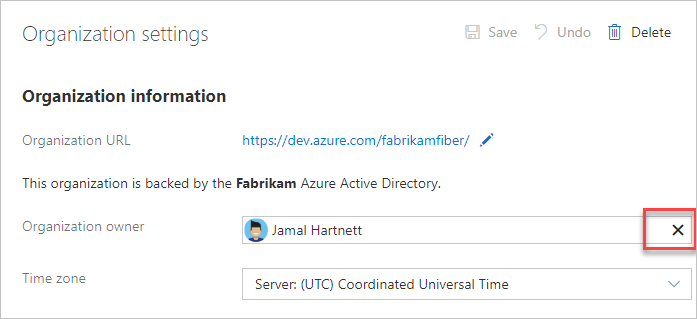 Organization settings
Save Undo Delete
Organization information
Organization URL https://dev.azure.com/fabrikamfiber/
This organization is backed by the Fabrikam Azure Active Directory.
Organization owner Jamal Hartnett
Time zone Server: (UTC) Coordinated Universal Time